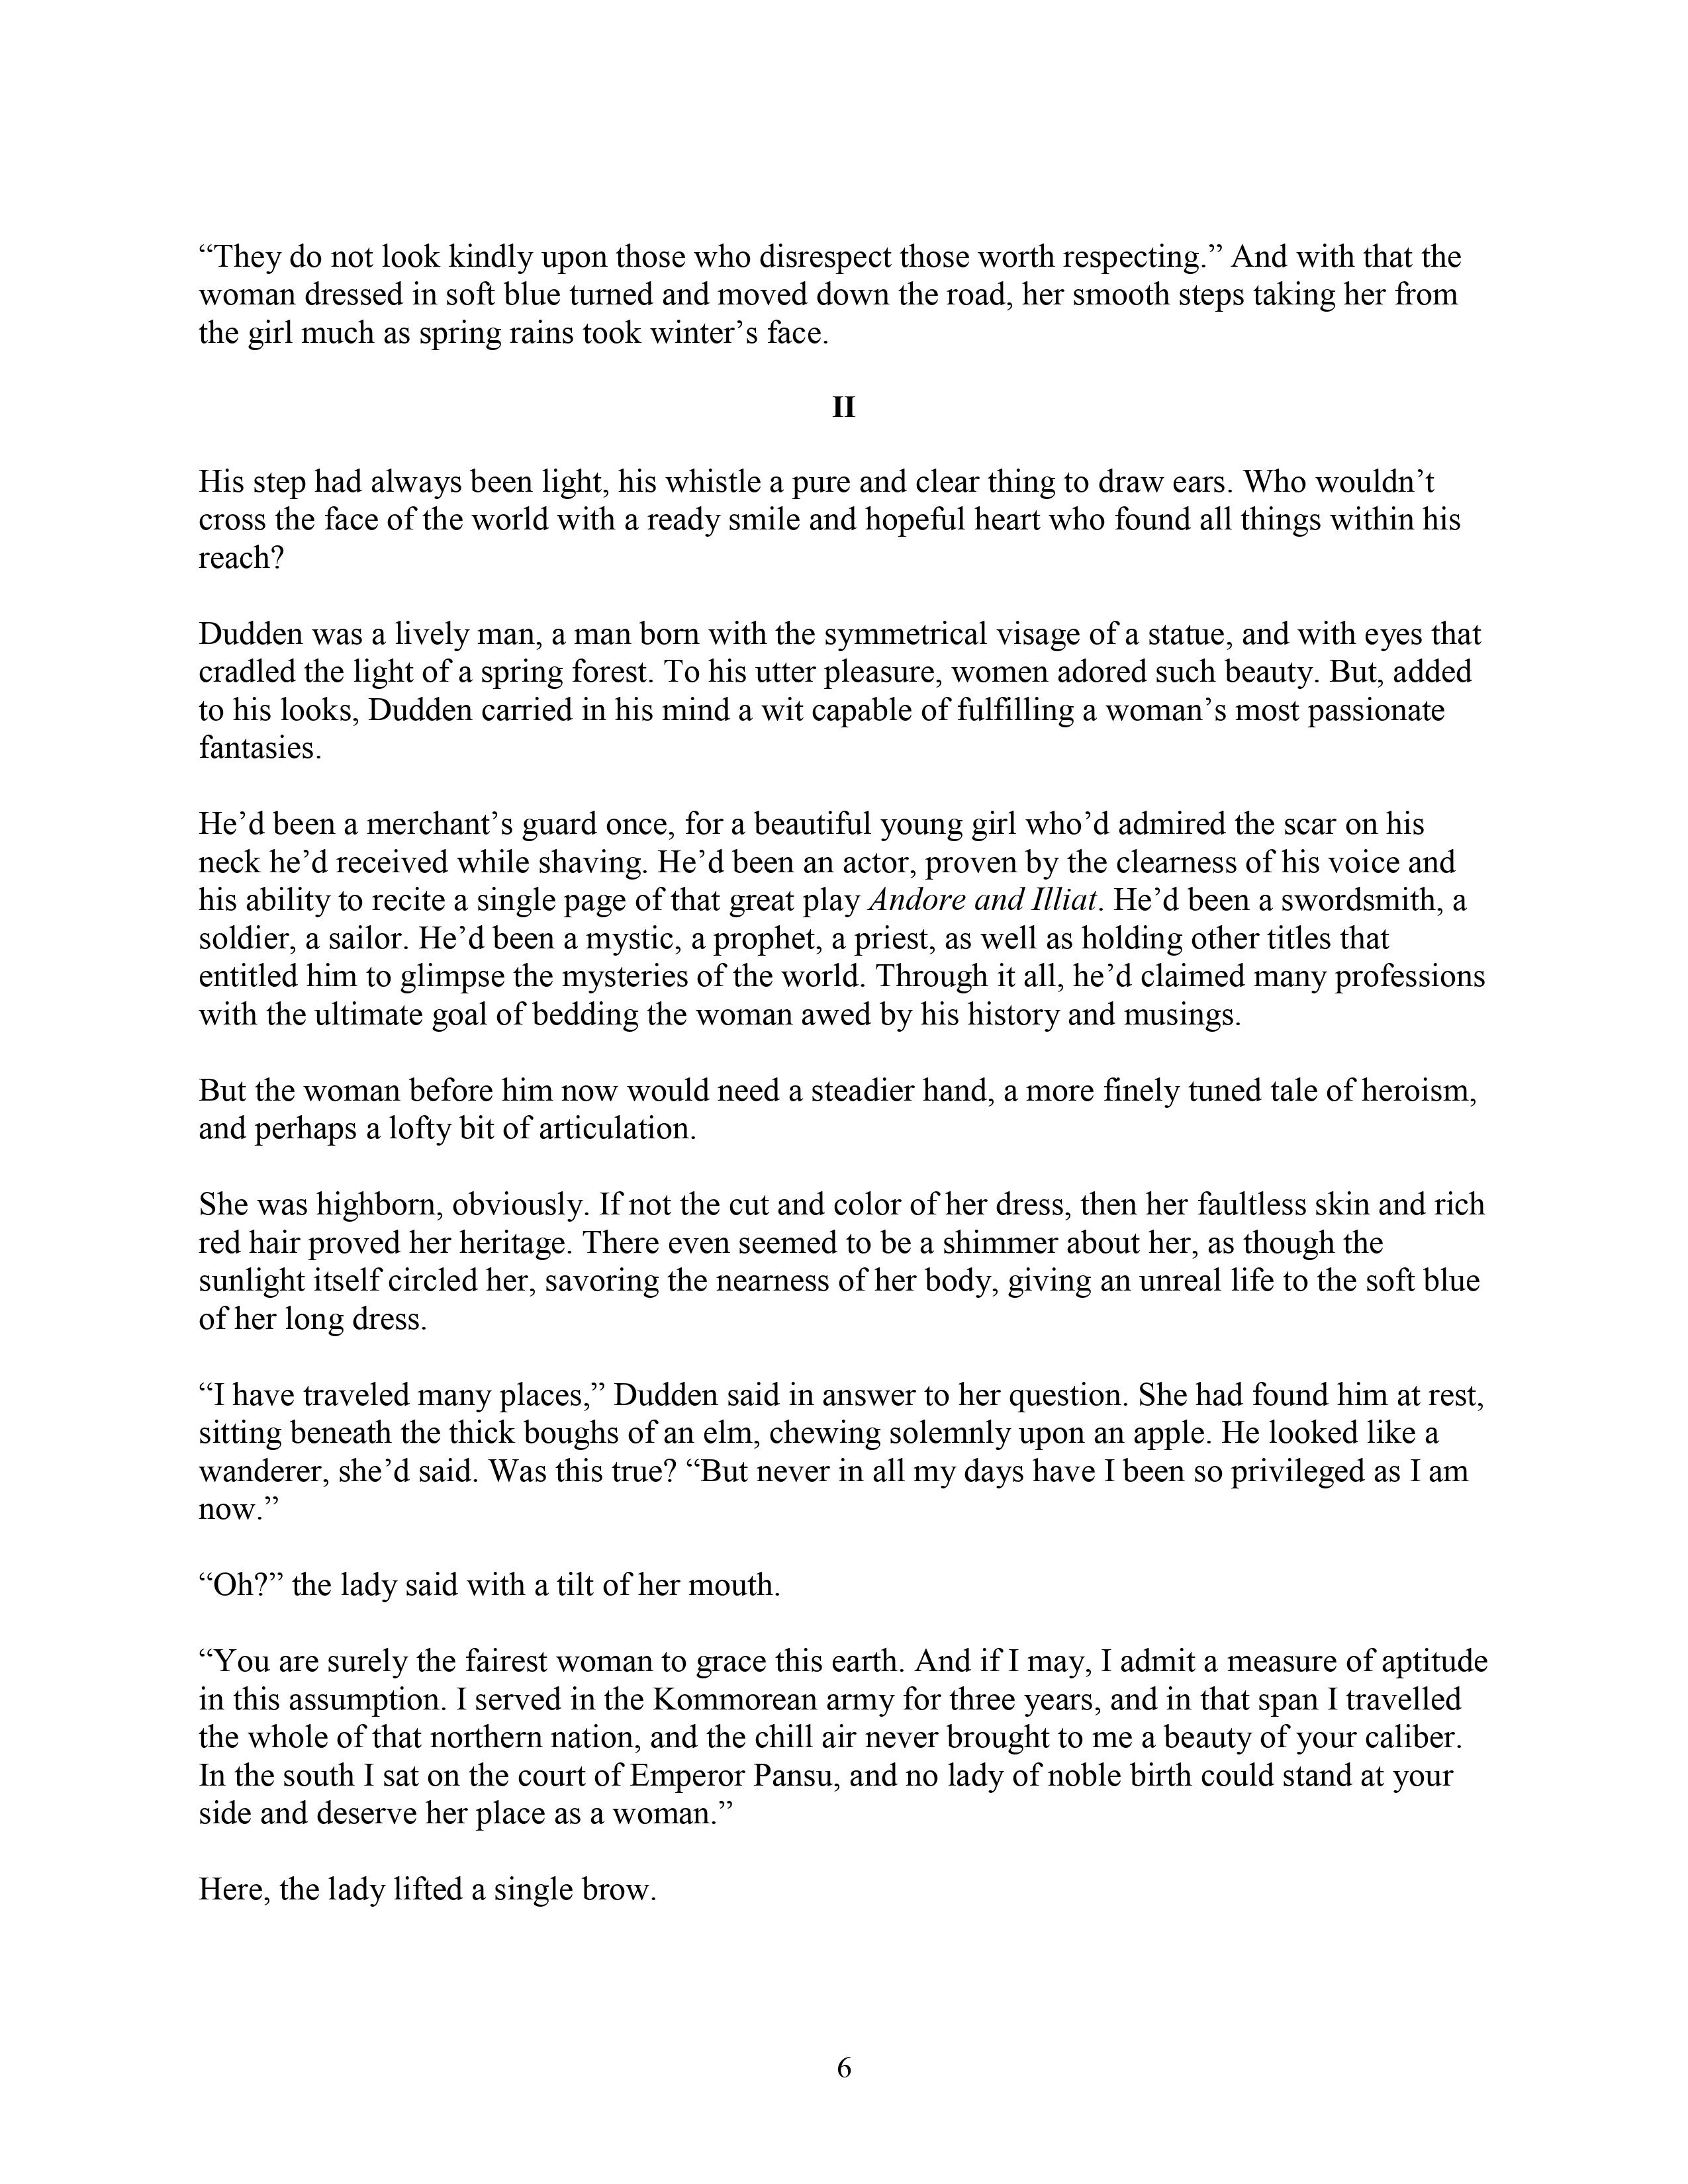 “They do not look kindly upon those who disrespect those worth respecting.” And with that the
woman dressed in soft blue turned and moved down the road, her smooth steps taking her from
the girl much as spring rains took winter’s face.
II
His step had always been light, his whistle a pure and clear thing to draw ears. Who wouldn’t
cross the face of the world with a ready smile and hopeful heart who found all things within his
reach?
Dudden was a lively man, a man born with the symmetrical visage of a statue, and with eyes that
cradled the light of a spring forest. To his utter pleasure, women adored such beauty. But, added
to his looks, Dudden carried in his mind a wit capable of fulfilling a woman’s most passionate
fantasies.
He’d been a merchant’s guard once, for a beautiful young girl who’d admired the scar on his
neck he’d received while shaving. He’d been an actor, proven by the clearness of his voice and
his ability to recite a single page of that great play Andore and Illiat. He’d been a swordsmith, a
soldier, a sailor. He’d been a mystic, a prophet, a priest, as well as holding other titles that
entitled him to glimpse the mysteries of the world. Through it all, he’d claimed many professions
with the ultimate goal of bedding the woman awed by his history and musings.
But the woman before him now would need a steadier hand, a more finely tuned tale of heroism,
and perhaps a lofty bit of articulation.
She was highborn, obviously. If not the cut and color of her dress, then her faultless skin and rich
red hair proved her heritage. There even seemed to be a shimmer about her, as though the
sunlight itself circled her, savoring the nearness of her body, giving an unreal life to the soft blue
of her long dress.
“I have traveled many places,” Dudden said in answer to her question. She had found him at rest,
sitting beneath the thick boughs of an elm, chewing solemnly upon an apple. He looked like a
wanderer, she’d said. Was this true? “But never in all my days have I been so privileged as I am
now.”
“Oh?” the lady said with a tilt of her mouth.
“You are surely the fairest woman to grace this earth. And if I may, I admit a measure of aptitude
in this assumption. I served in the Kommorean army for three years, and in that span I travelled
the whole of that northern nation, and the chill air never brought to me a beauty of your caliber.
In the south I sat on the court of Emperor Pansu, and no lady of noble birth could stand at your
side and deserve her place as a woman.”
Here, the lady lifted a single brow.
6